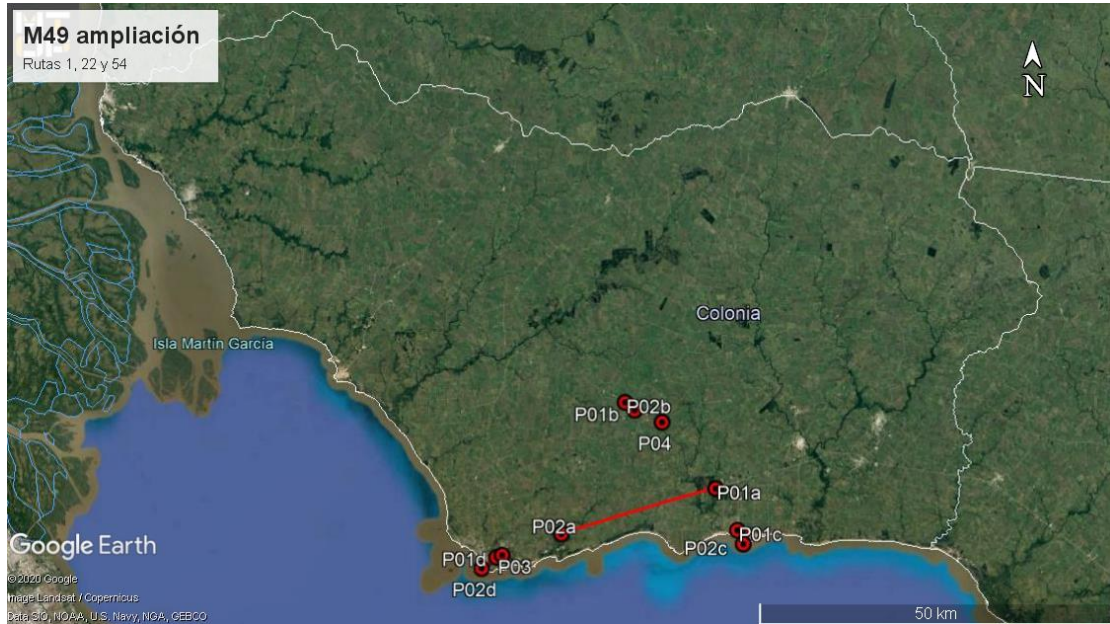 M49 ampliación
Rutas 1, 22 y 54
N
Colonia
Isla Martín García
P01b
P02b
P04
P01a
P02a
P01c
P02c
P01d
P03
P02d
Google Earth
© 2020 Google
Image Landsat / Copernicus
Data SIO, NOAA, U.S. Navy, NGA, GEBCO
50 km